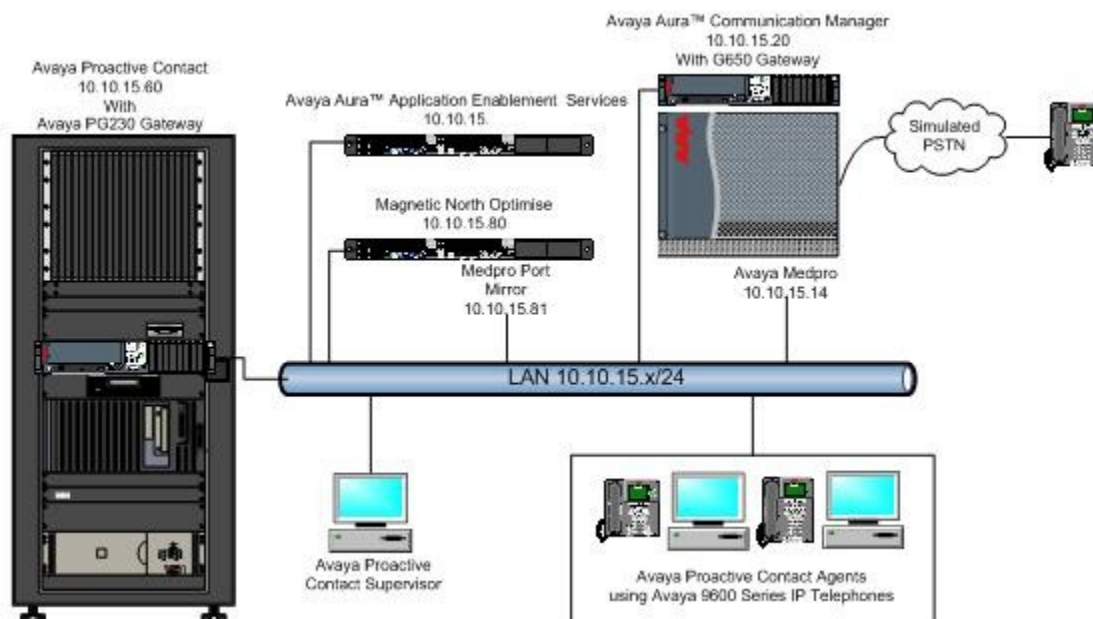 Avaya Aura™ Communication Manager
10.10.15.20
With G650 Gateway
Avaya Proactive Contact
10.10.15.60
With
Avaya PG230 Gateway
Avaya Aura™ Application Enablement Services
10.10.15.
Simulated
PSTN
Magnetic North Optimise
10.10.15.80
Medpro Port
Mirror
10.10.15.81
Avaya Medpro
10.10.15.14
LAN 10.10.15.x/24
Avaya Proactive
Contact Supervisor
Avaya Proactive Contact Agents
using Avaya 9600 Series IP Telephones
AVAYA